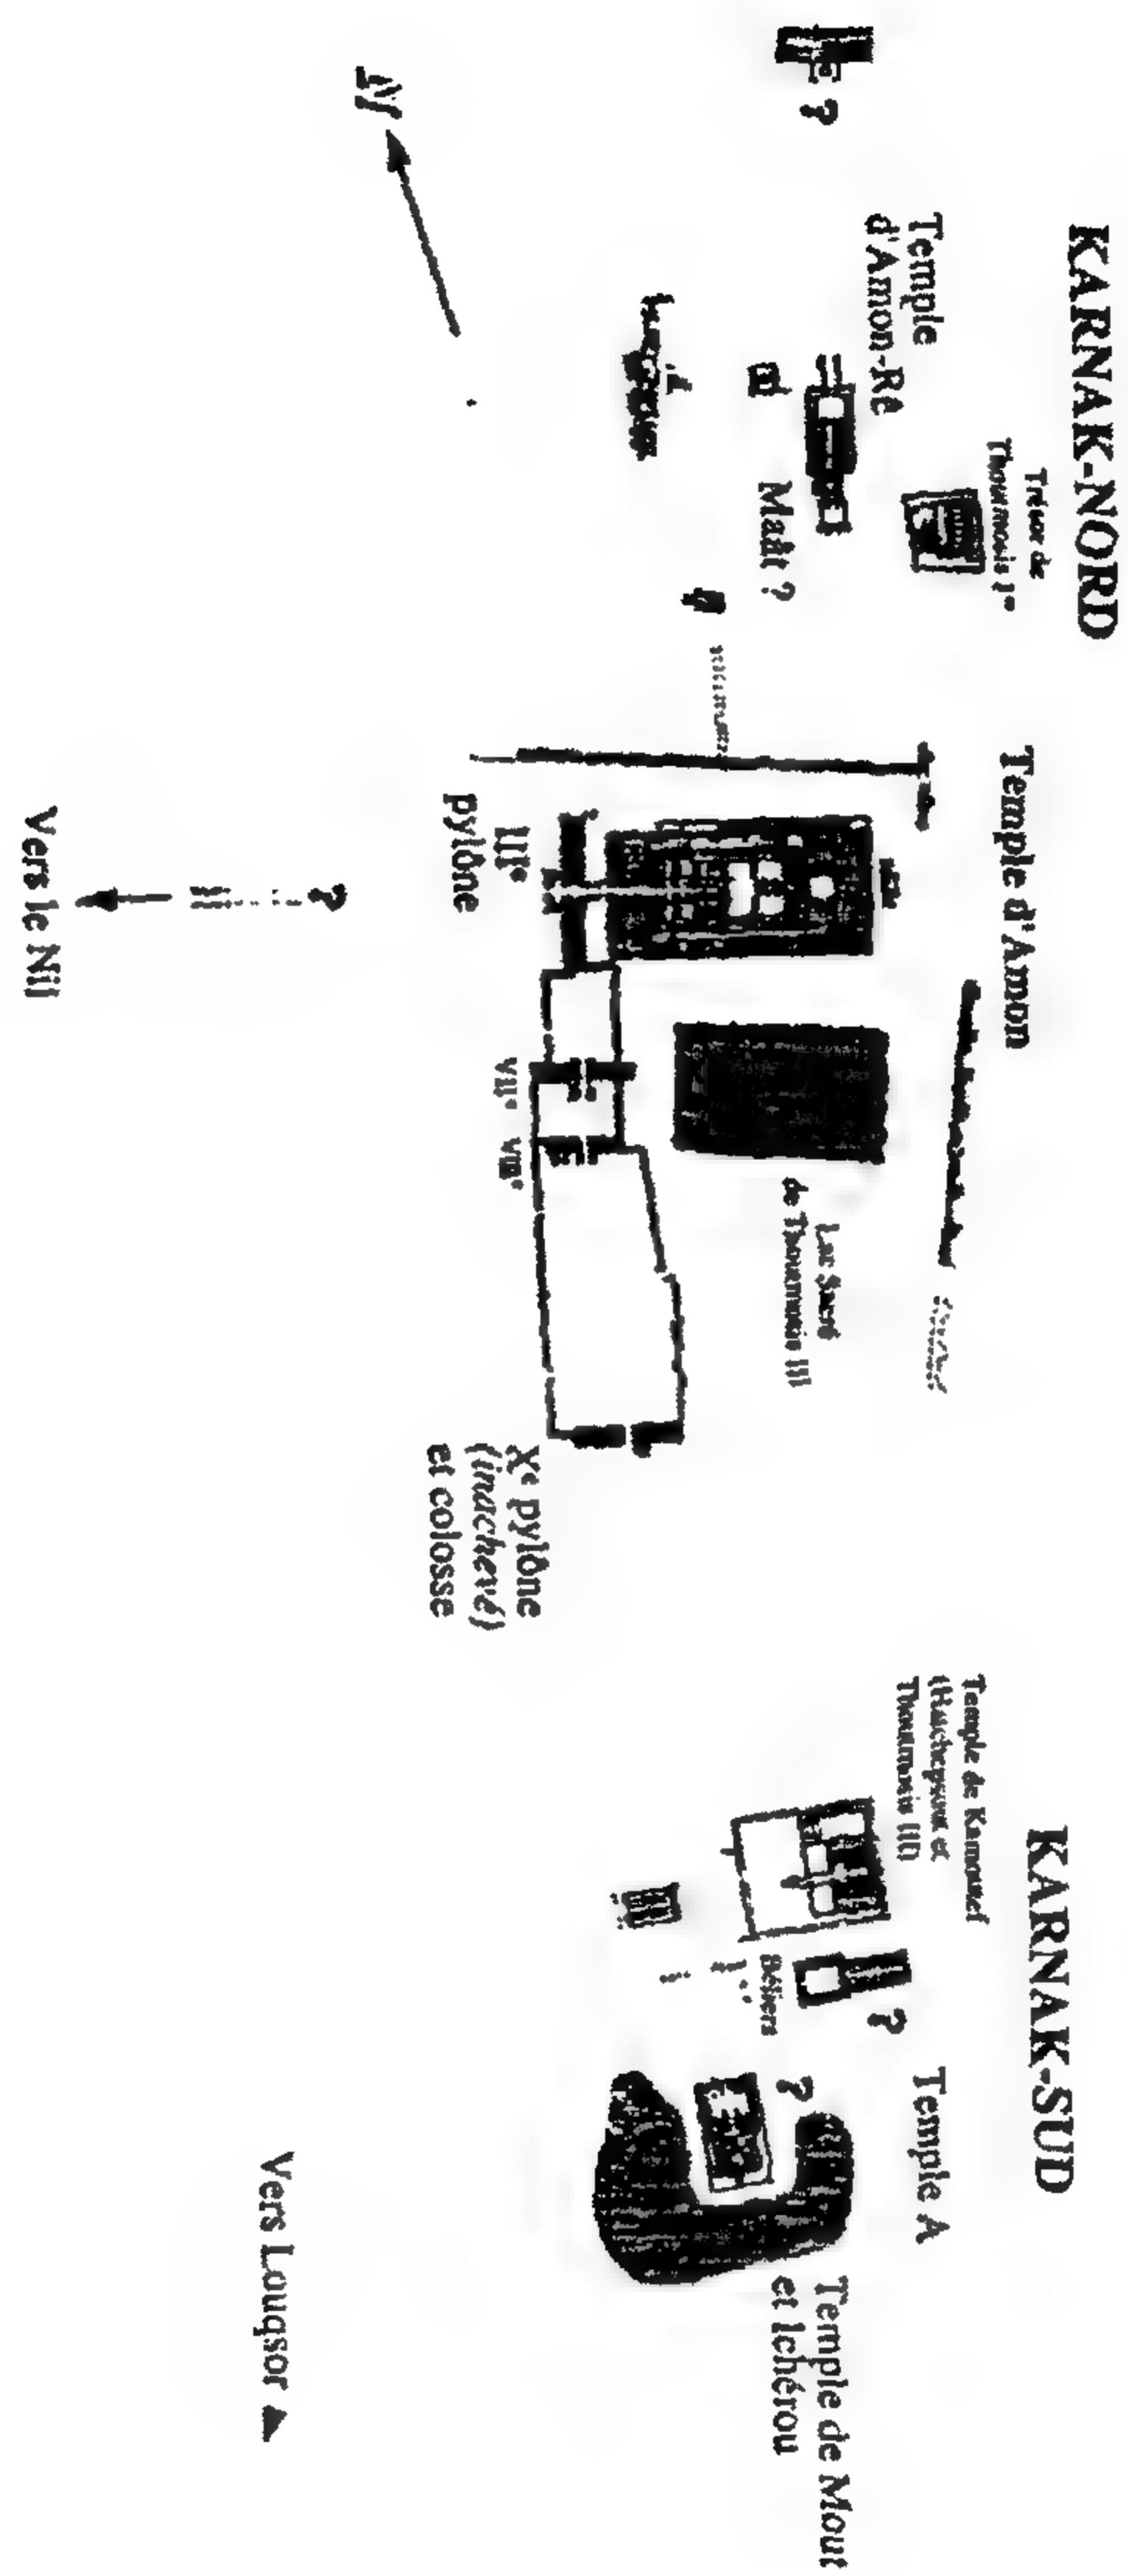 KARNAK-NORD
?
Temple
d'Amon-Rê
Trésor de
Thoutmosis Iᵉʳ
Maât ?
N
Temple d'Amon
IIIᵉ
pylône
?
Vers le Nil
VIIᵉ
VIIIᵉ
Lac Sacré
de Thoutmosis III
Xᵉ pylône
(inachevé)
et colosse
KARNAK-SUD
Temple de Kamoutef
(Hatchepsout et
Thoutmosis III)
Béliers
?
Temple A
?
Temple de Mout
et Ichérou
Vers Louqsor